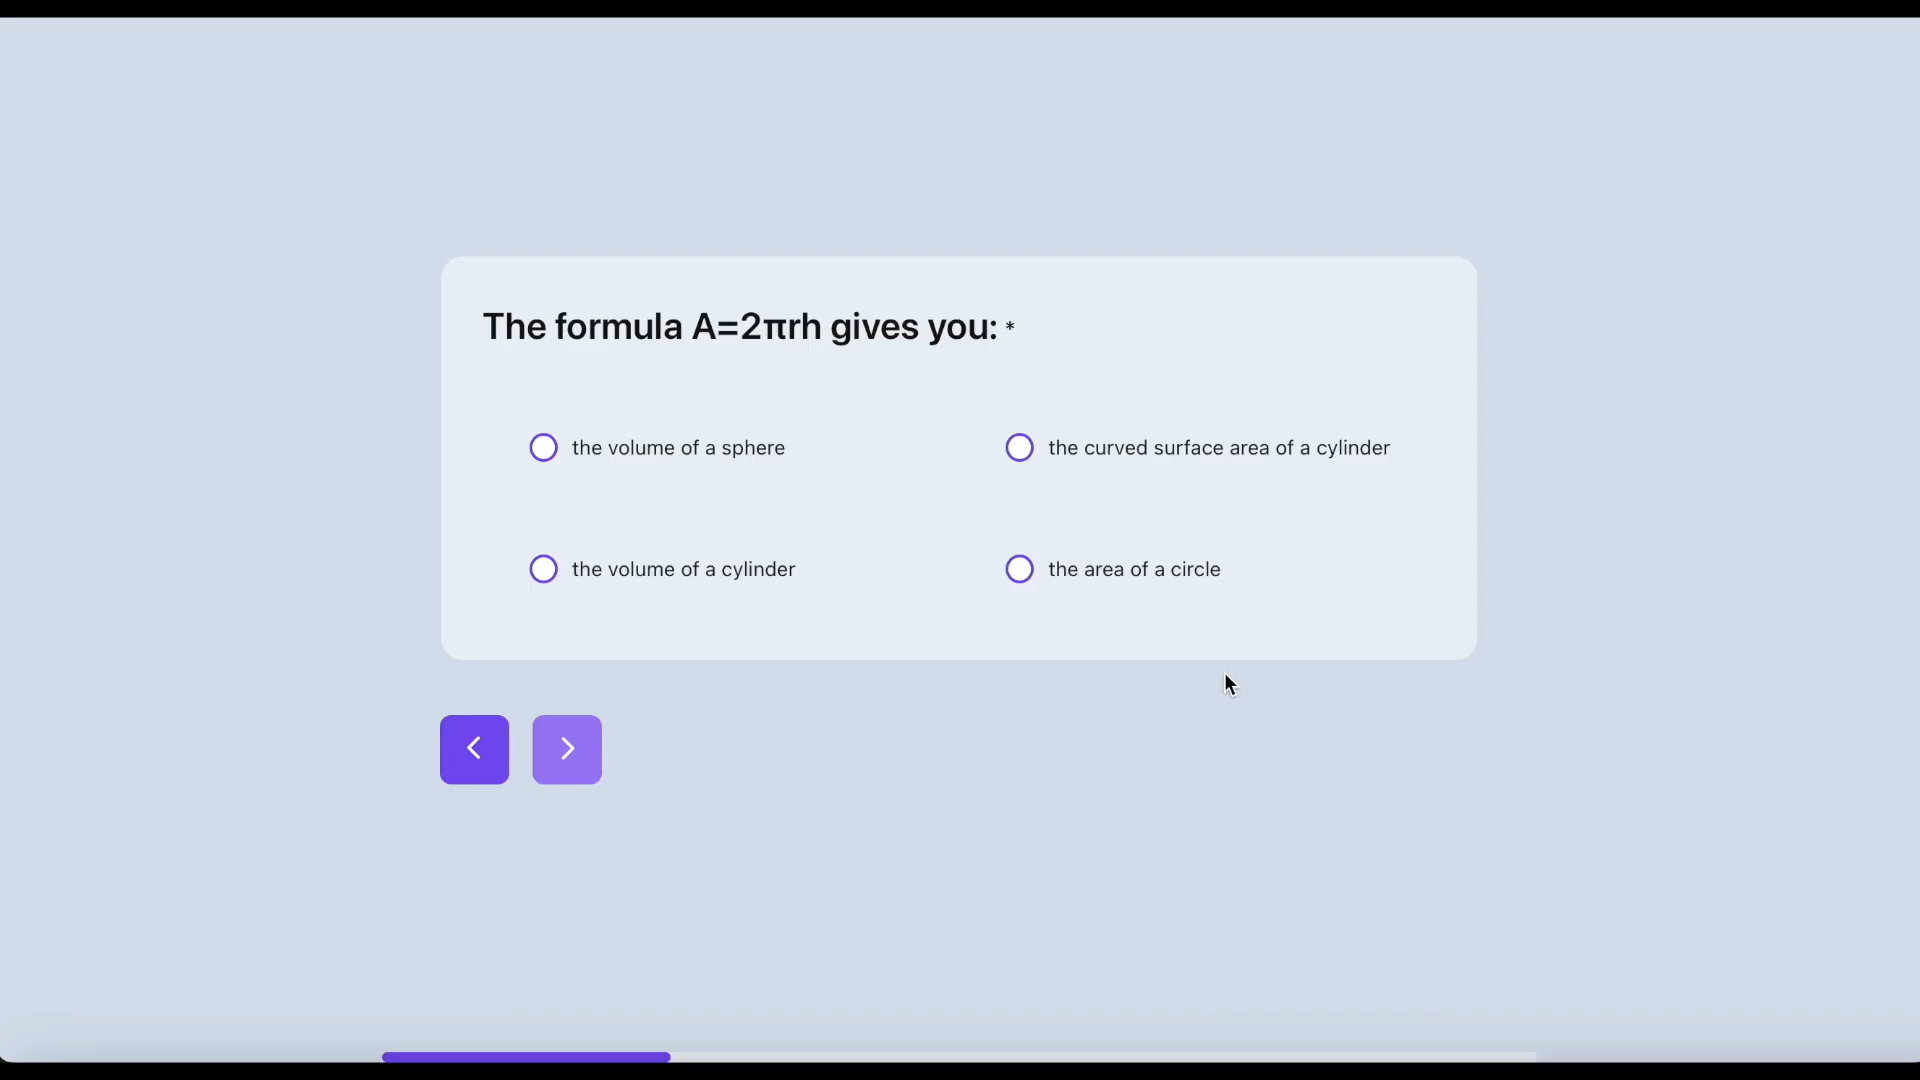 The formula A=2πrh gives you: *
the volume of a sphere
the curved surface area of a cylinder
the volume of a cylinder
the area of a circle